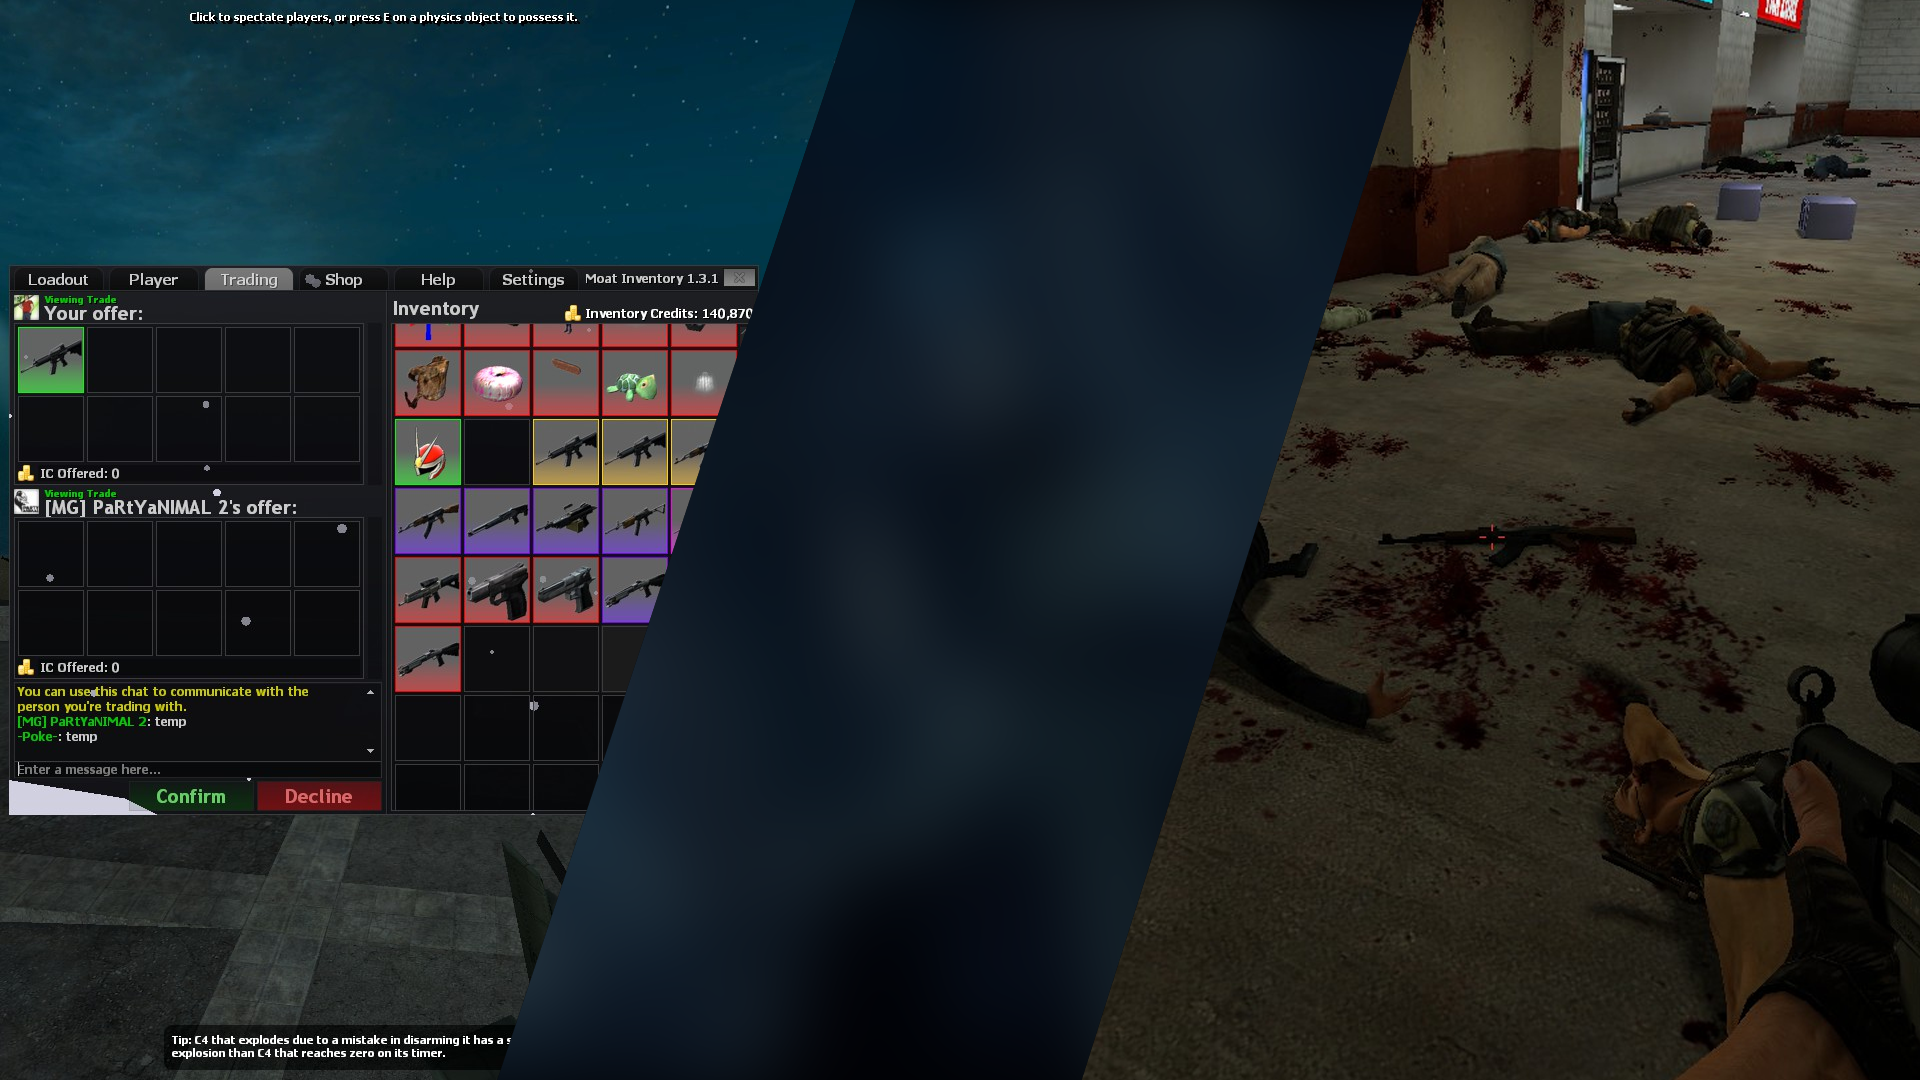 Click to spectate players, or press E on a physics object to possess it.
Loadout
Player
Trading
Shop
Help
Settings
Moat Inventory 1.3.1
Viewing Trade
Your offer:
IC Offered: 0
Viewing Trade
[MG] PaRtYaNIMAL 2's offer:
IC Offered: 0
You can use this chat to communicate with the
person you're trading with.
[MG] PaRtYaNIMAL 2: temp
-Poke-: temp
Enter a message here...
Confirm
Decline
Inventory
Inventory Credits: 140,870
Tip: C4 that explodes due to a mistake in disarming it has a s
explosion than C4 that reaches zero on its timer.